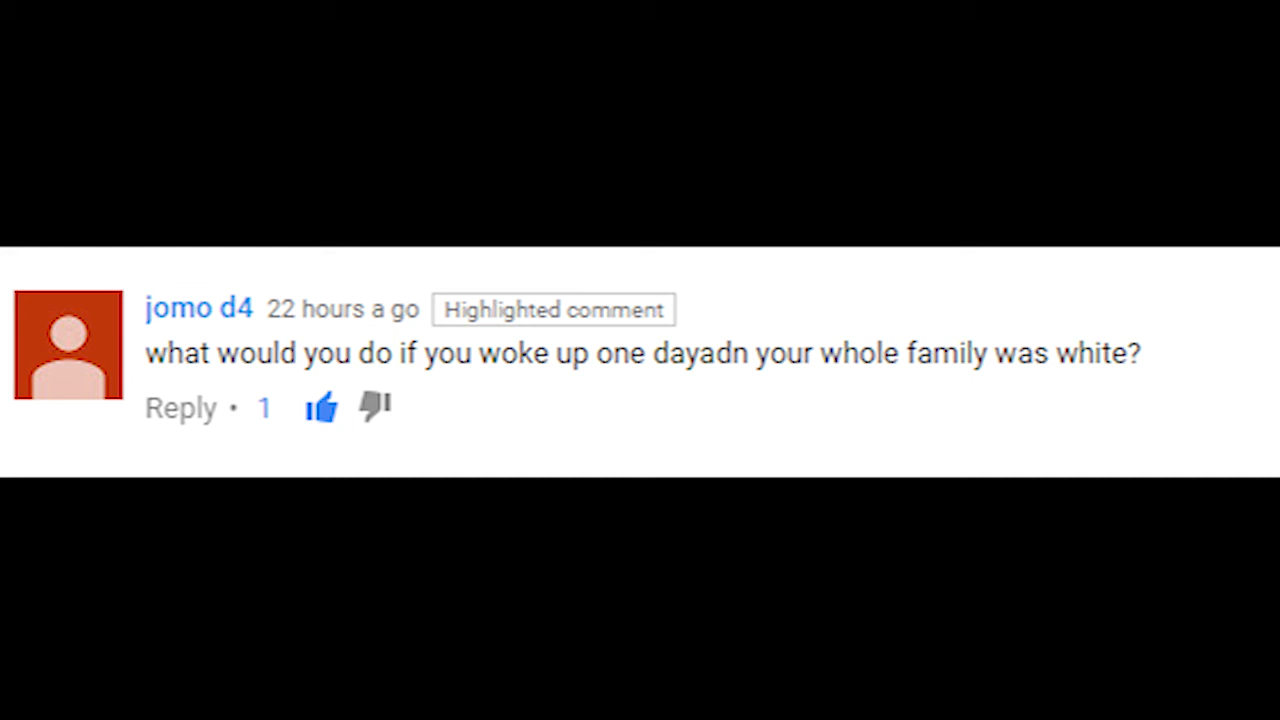 jomo d4 22 hours ago Highlighted comment
what would you do if you woke up one dayadn your whole family was white?
Reply • 1